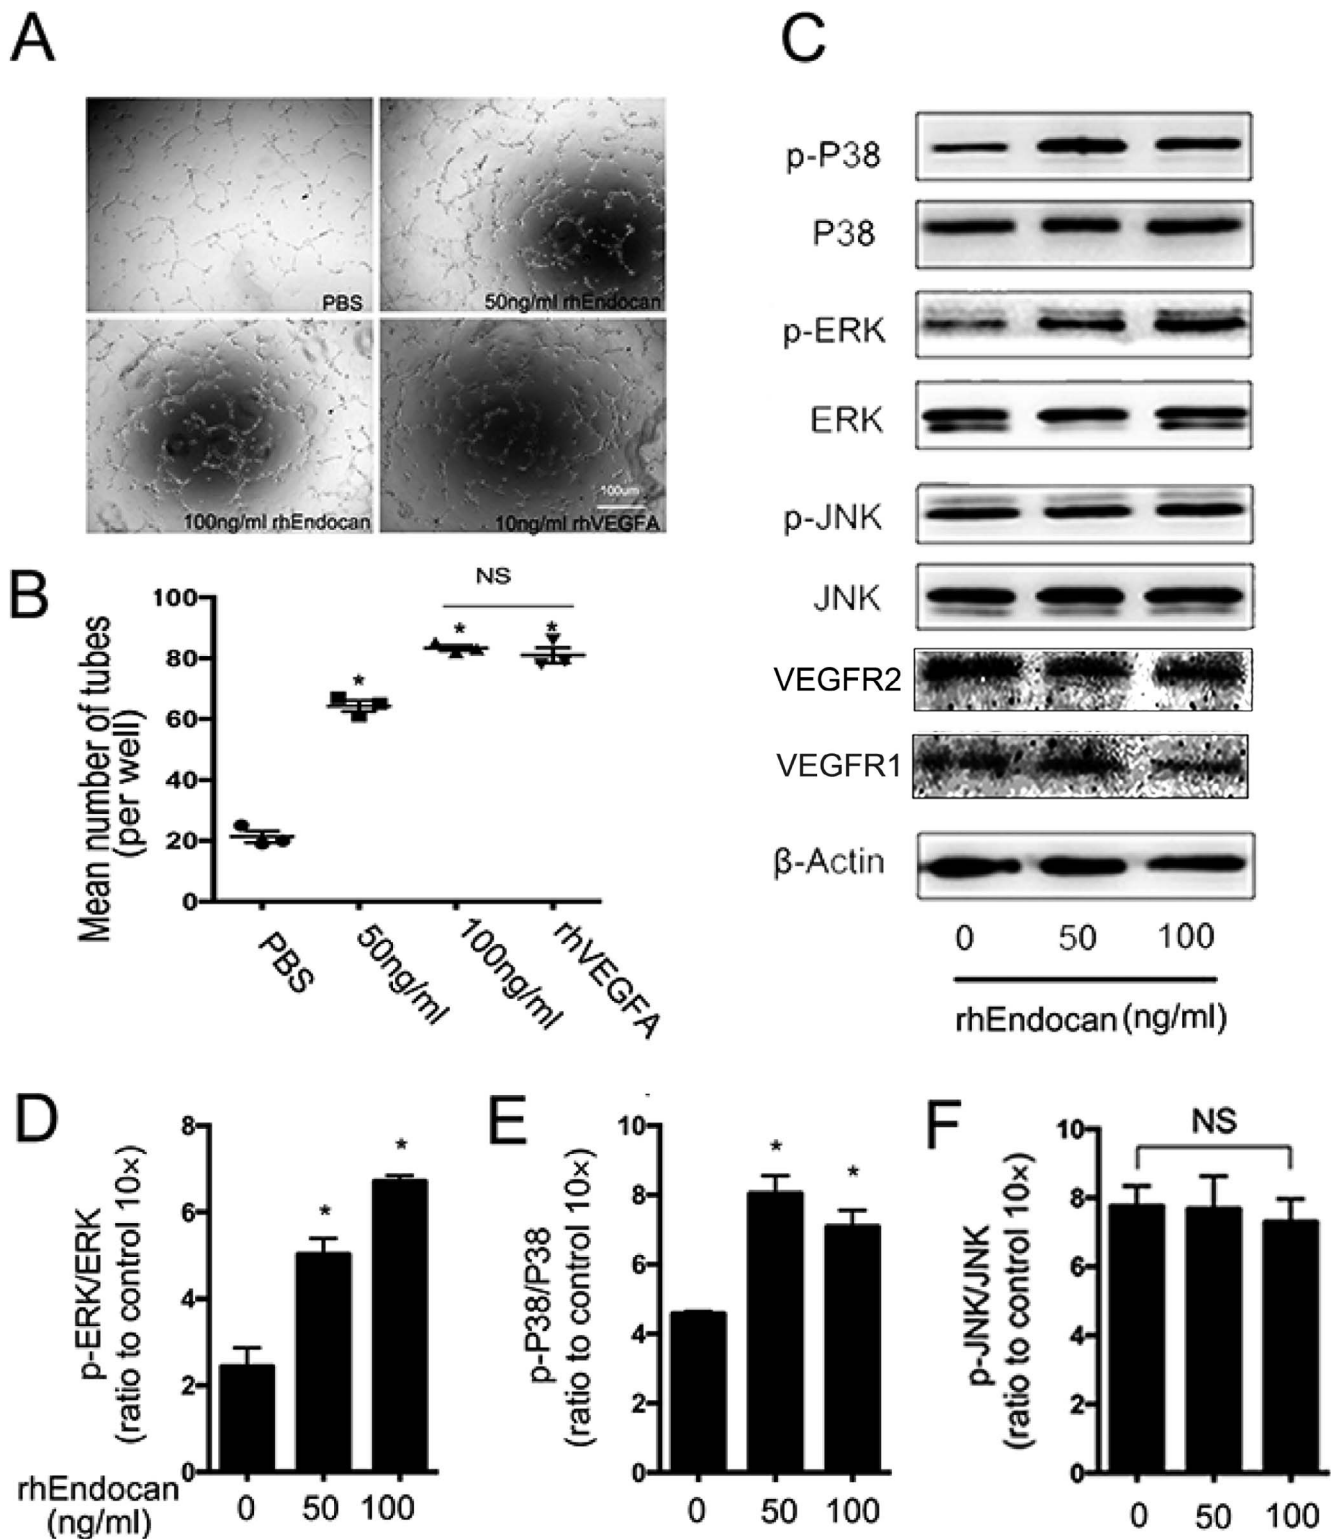 A
PBS
50ng/ml rhEndocan
100ng/ml rhEndocan
100um
10ng/ml rhVEGFA
B
Mean number of tubes
(per well)
100
80
60
40
20
0
NS
*
*
*
PBS
50ng/ml
100ng/ml
rhVEGFA
C
p-P38
P38
p-ERK
ERK
p-JNK
JNK
VEGFR2
VEGFR1
β-Actin
0 50 100
rhEndocan (ng/ml)
D
p-ERK/ERK
(ratio to control 10×)
8
6
4
2
0
*
*
rhEndocan
(ng/ml)
0 50 100
E
p-P38/P38
(ratio to control 10×)
10
8
6
4
2
0
*
*
0 50 100
F
p-JNK/JNK
(ratio to control 10×)
10
8
6
4
2
0
NS
0 50 100